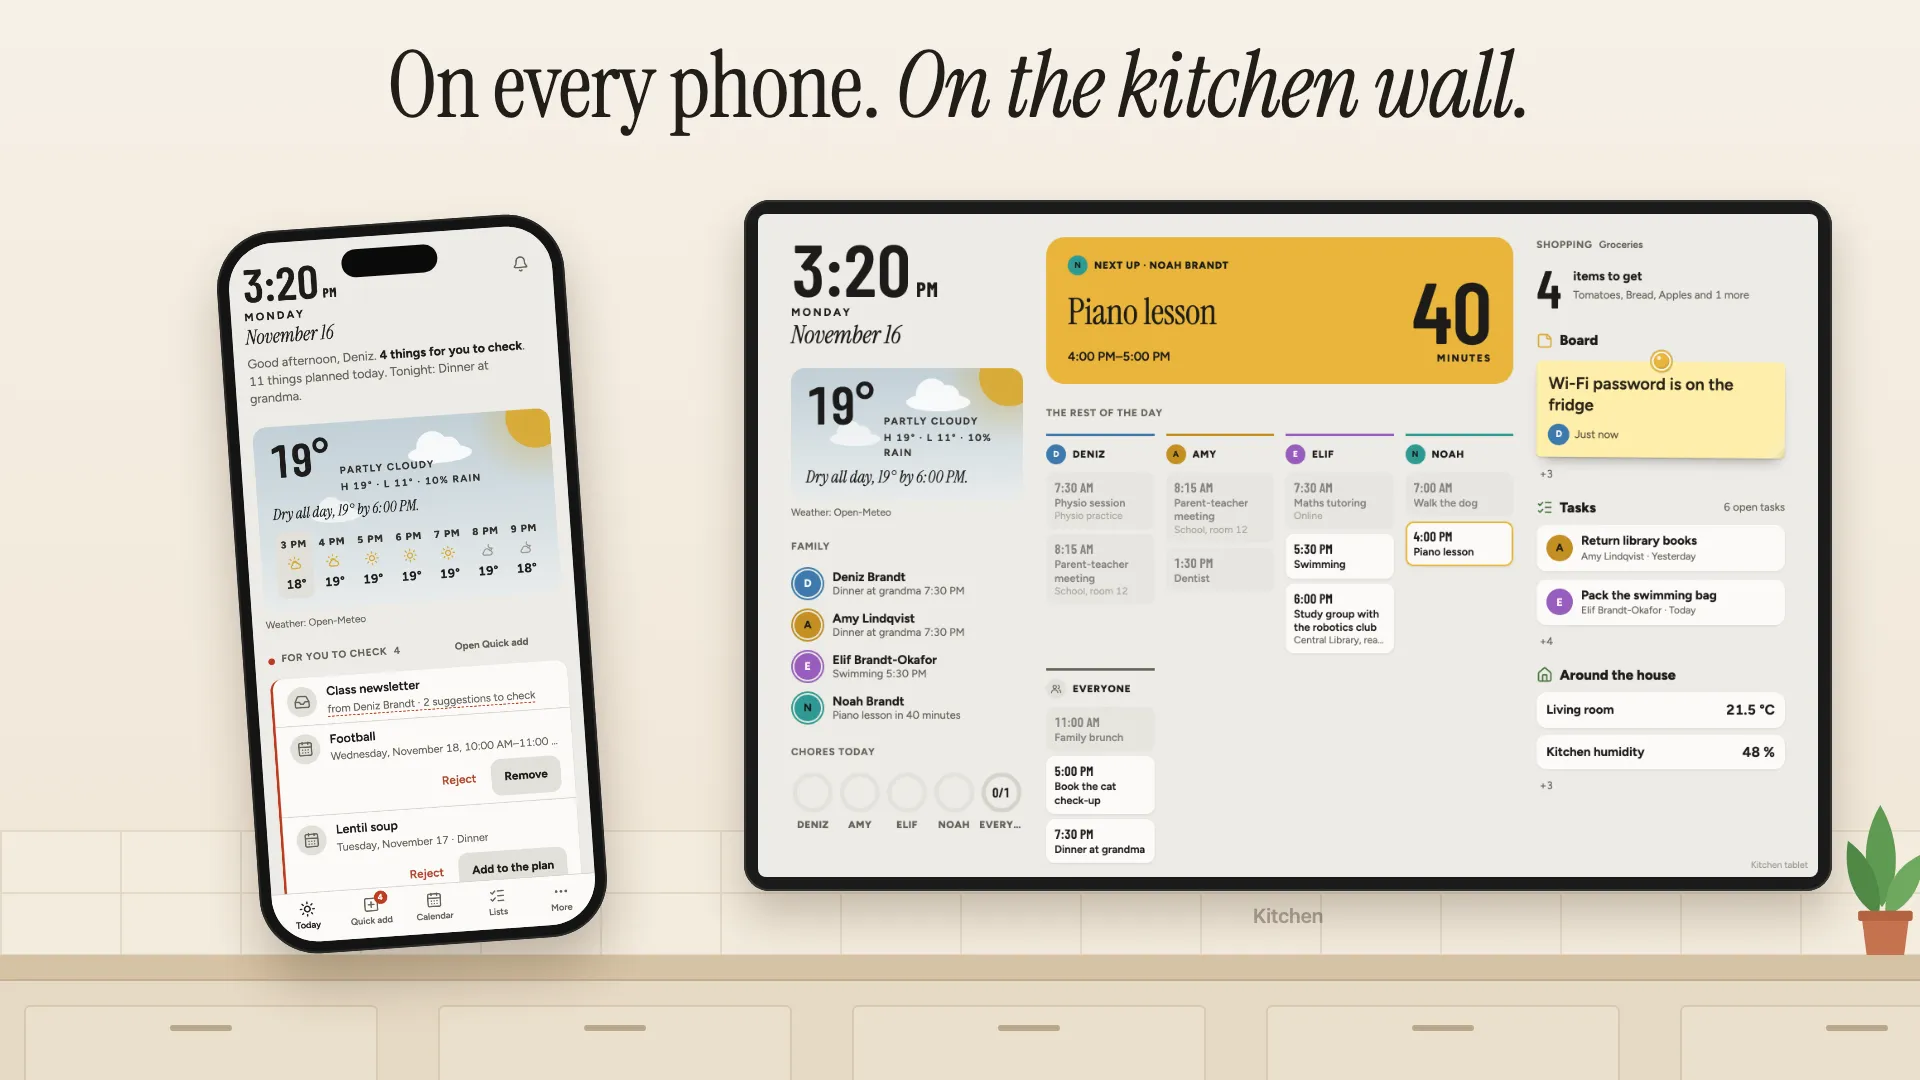 On every phone. On the kitchen wall.
3:20 PM
MONDAY
November 16
Good afternoon, Deniz. 4 things for you to check.
11 things planned today. Tonight: Dinner at
grandma.
19°
PARTLY CLOUDY
H 19° · L 11° · 10% RAIN
Dry all day, 19° by 6:00 PM.
3 PM 4 PM 5 PM 6 PM 7 PM 8 PM 9 PM
18° 19° 19° 19° 19° 19° 18°
Weather: Open-Meteo
FOR YOU TO CHECK 4
Open Quick add
Class newsletter
from Deniz Brandt · 2 suggestions to check
Football
Wednesday, November 18, 10:00 AM–11:00 ...
Reject
Remove
Lentil soup
Tuesday, November 17 · Dinner
Reject
Add to the plan
4
Today
Quick add
Calendar
Lists
More
3:20 PM
MONDAY
November 16
19°
PARTLY CLOUDY
H 19° · L 11° · 10%
RAIN
Dry all day, 19° by 6:00 PM.
Weather: Open-Meteo
FAMILY
D
Deniz Brandt
Dinner at grandma 7:30 PM
A
Amy Lindqvist
Dinner at grandma 7:30 PM
E
Elif Brandt-Okafor
Swimming 5:30 PM
N
Noah Brandt
Piano lesson in 40 minutes
CHORES TODAY
0/1
DENIZ AMY ELIF NOAH EVERY...
N NEXT UP · NOAH BRANDT
Piano lesson
4:00 PM–5:00 PM
40
MINUTES
THE REST OF THE DAY
D DENIZ
7:30 AM
Physio session
Physio practice
8:15 AM
Parent-teacher
meeting
School, room 12
A AMY
8:15 AM
Parent-teacher
meeting
School, room 12
1:30 PM
Dentist
E ELIF
7:30 AM
Maths tutoring
Online
5:30 PM
Swimming
6:00 PM
Study group with
the robotics club
Central Library, rea...
N NOAH
7:00 AM
Walk the dog
4:00 PM
Piano lesson
EVERYONE
11:00 AM
Family brunch
5:00 PM
Book the cat
check-up
7:30 PM
Dinner at grandma
SHOPPING Groceries
4
items to get
Tomatoes, Bread, Apples and 1 more
Board
Wi-Fi password is on the
fridge
D Just now
+3
Tasks
6 open tasks
A
Return library books
Amy Lindqvist · Yesterday
E
Pack the swimming bag
Elif Brandt-Okafor · Today
+4
Around the house
Living room 21.5 °C
Kitchen humidity 48 %
+3
Kitchen tablet
Kitchen